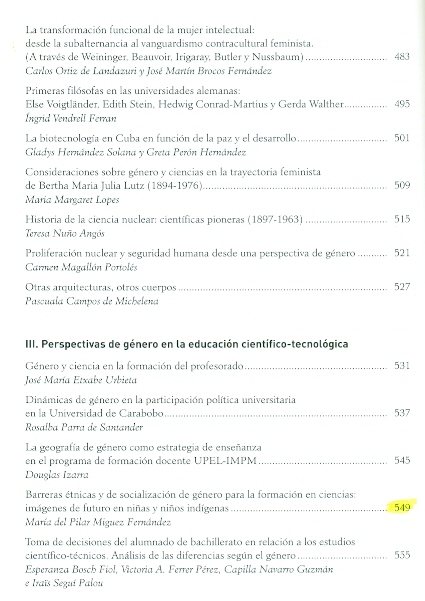 La transformación funcional de la mujer intelectual:
desde la subalternancia al vanguardismo contracultural feminista.
(A través de Weininger, Beauvoir, Irigaray, Butler y Nussbaum) ........................ 483
Carlos Ortiz de Landazuri y José Martín Brocos Fernández
Primeras filósofas en las universidades alemanas:
Else Voigtländer, Edith Stein, Hedwig Conrad-Martius y Gerda Walther ............ 495
Íngrid Vendrell Ferran
La biotecnología en Cuba en función de la paz y el desarrollo .......................... 501
Gladys Hernández Solana y Greta Perón Hernández
Consideraciones sobre género y ciencias en la trayectoria feminista
de Bertha Maria Julia Lutz (1894-1976) ...................................................... 509
Maria Margaret Lopes
Historia de la ciencia nuclear: científicas pioneras (1897-1963) ........................ 515
Teresa Nuño Angós
Proliferación nuclear y seguridad humana desde una perspectiva de género .......... 521
Carmen Magallón Portolés
Otras arquitecturas, otros cuerpos .............................................................. 527
Pascuala Campos de Michelena
III. Perspectivas de género en la educación científico-tecnológica
Género y ciencia en la formación del profesorado .......................................... 531
José María Etxabe Urbieta
Dinámicas de género en la participación política universitaria
en la Universidad de Carabobo .................................................................. 537
Rosalba Parra de Santander
La geografía de género como estrategia de enseñanza
en el programa de formación docente UPEL-IMPM ...................................... 545
Douglas Izarra
Barreras étnicas y de socialización de género para la formación en ciencias:
imágenes de futuro en niñas y niños indígenas .............................................. 549
María del Pilar Miguez Fernández
Toma de decisiones del alumnado de bachillerato en relación a los estudios
científico-técnicos. Análisis de las diferencias según el género .......................... 555
Esperanza Bosch Fiol, Victoria A. Ferrer Pérez, Capilla Navarro Guzmán
e Iraïs Seguí Palou